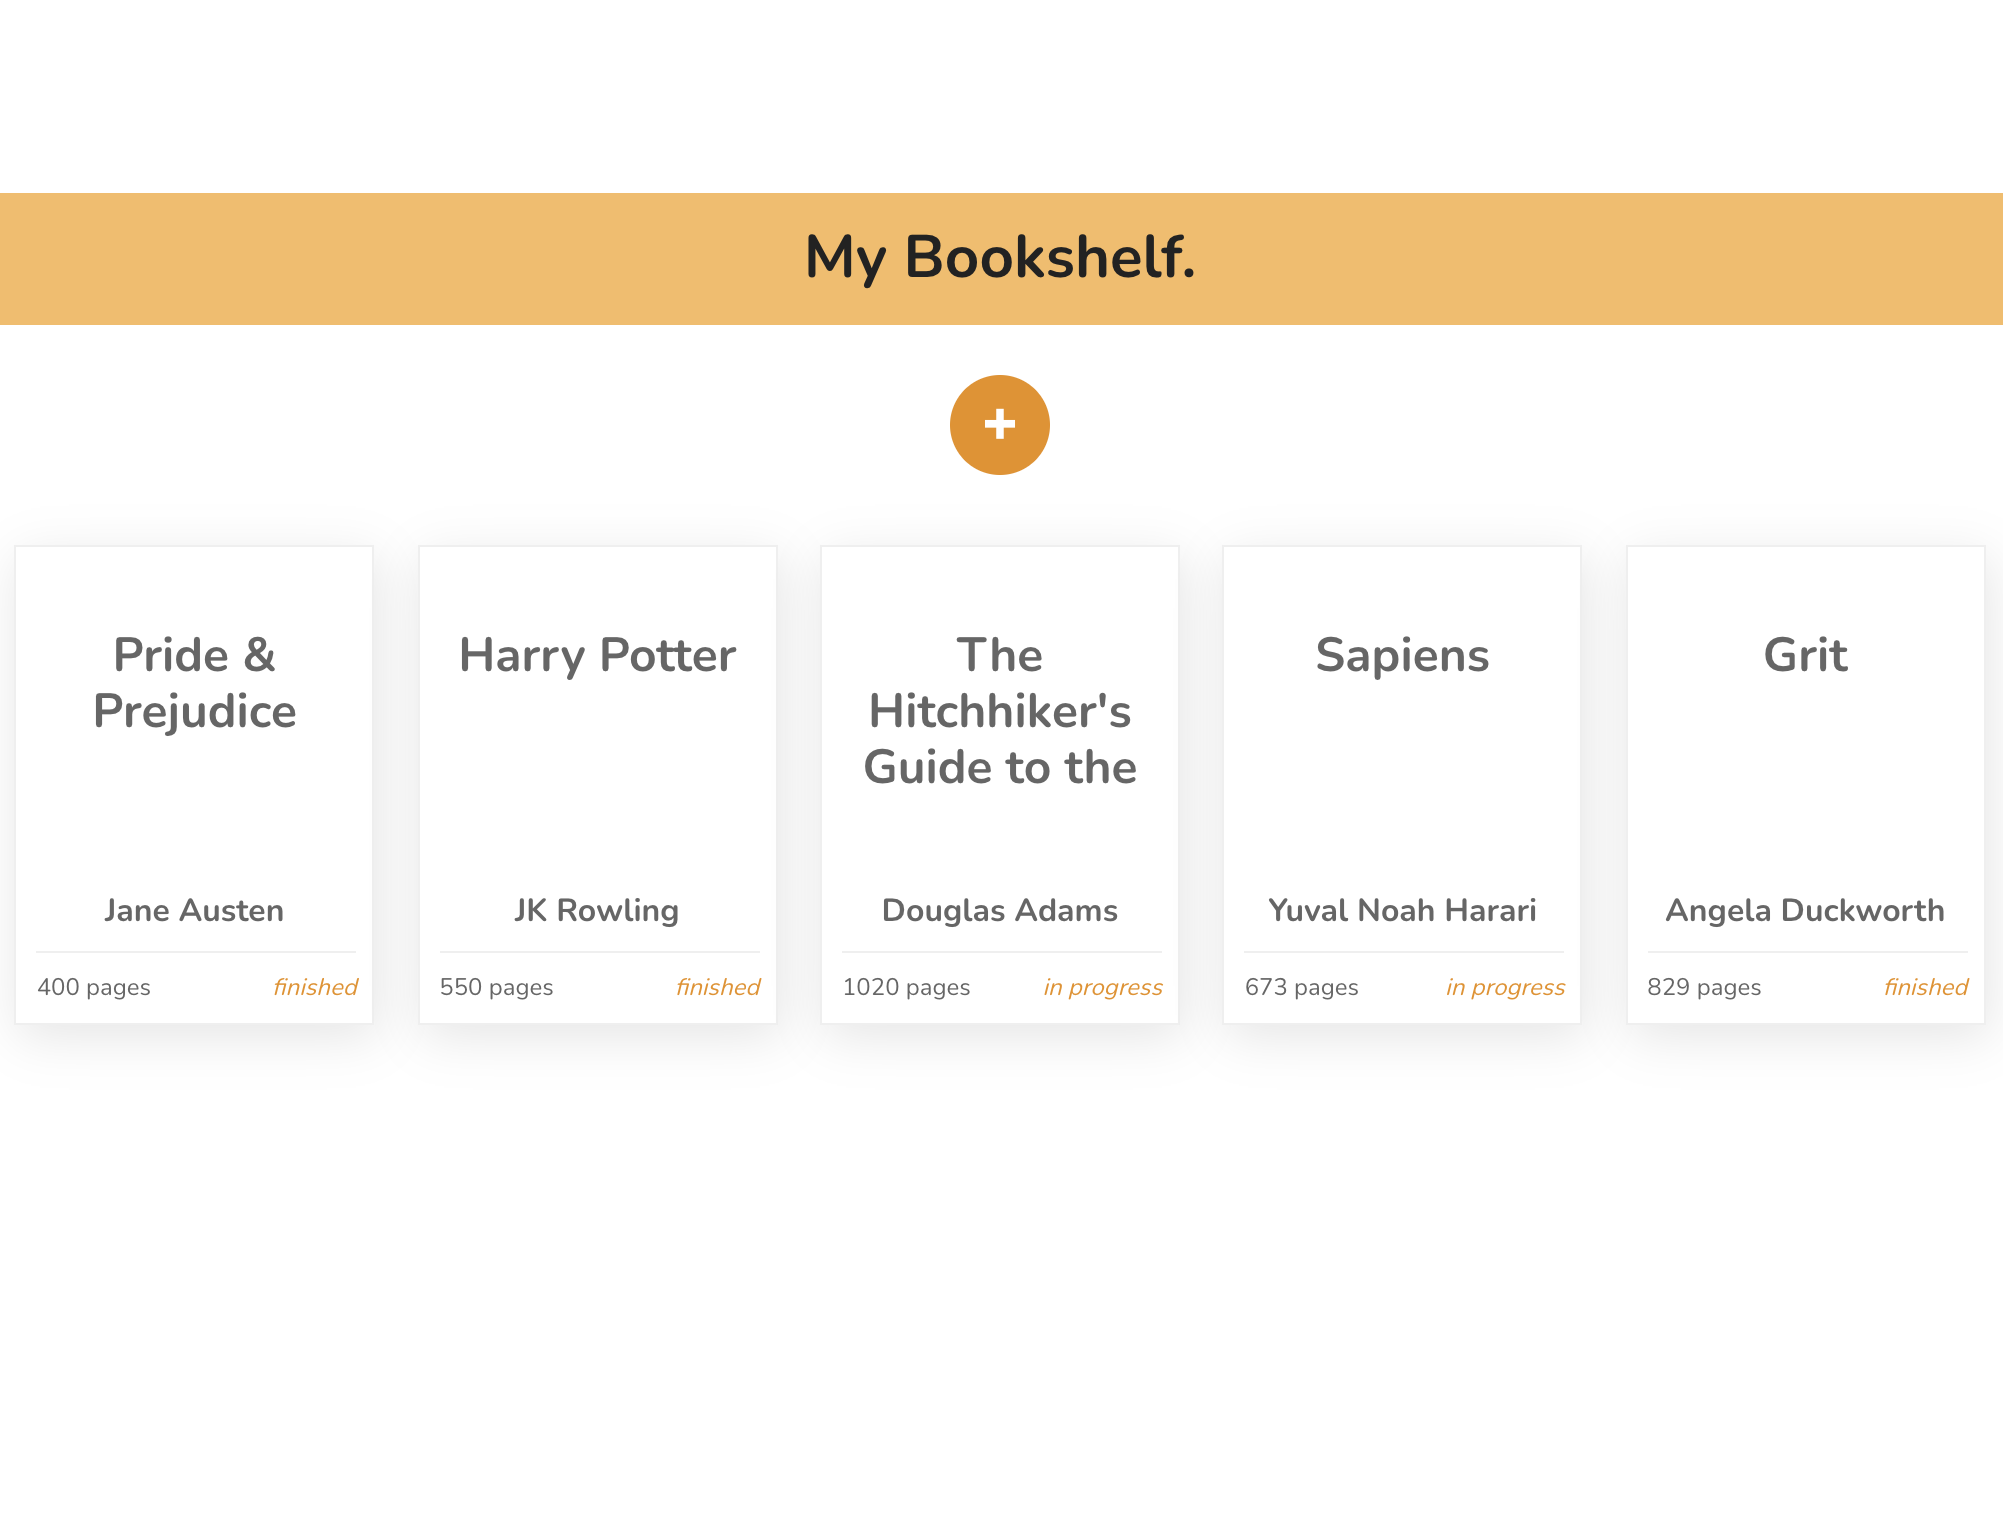 My Bookshelf.
+
Pride &
Prejudice
Jane Austen
400 pages finished
Harry Potter
JK Rowling
550 pages finished
The
Hitchhiker's
Guide to the
Douglas Adams
1020 pages in progress
Sapiens
Yuval Noah Harari
673 pages in progress
Grit
Angela Duckworth
829 pages finished